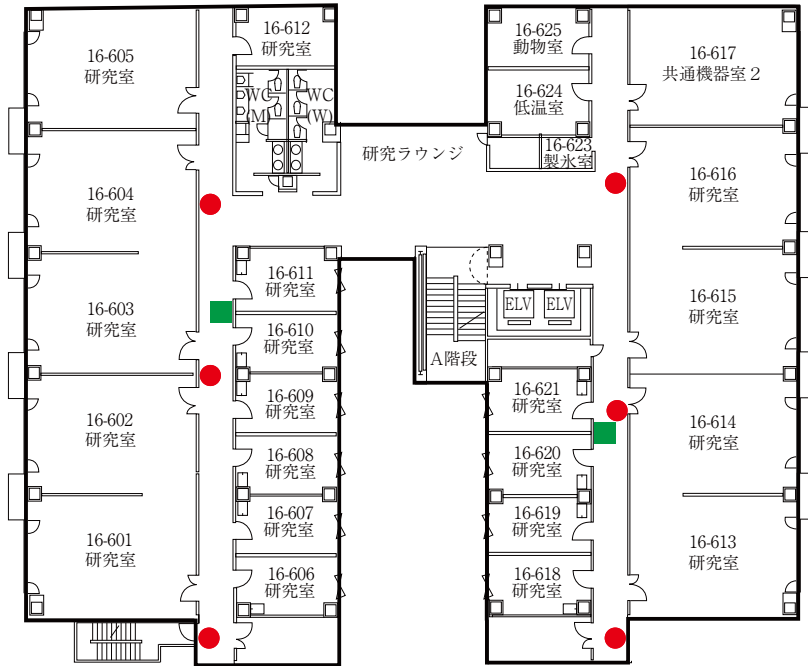 16-605
研究室
16-612
研究室
WC
(M)
WC
(W)
16-625
動物室
16-624
低温室
16-623
製氷室
16-617
共通機器室2
研究ラウンジ
16-604
研究室
16-616
研究室
16-603
研究室
16-611
研究室
16-610
研究室
ELV
ELV
A階段
16-615
研究室
16-602
研究室
16-609
研究室
16-608
研究室
16-621
研究室
16-620
研究室
16-614
研究室
16-601
研究室
16-607
研究室
16-606
研究室
16-619
研究室
16-618
研究室
16-613
研究室